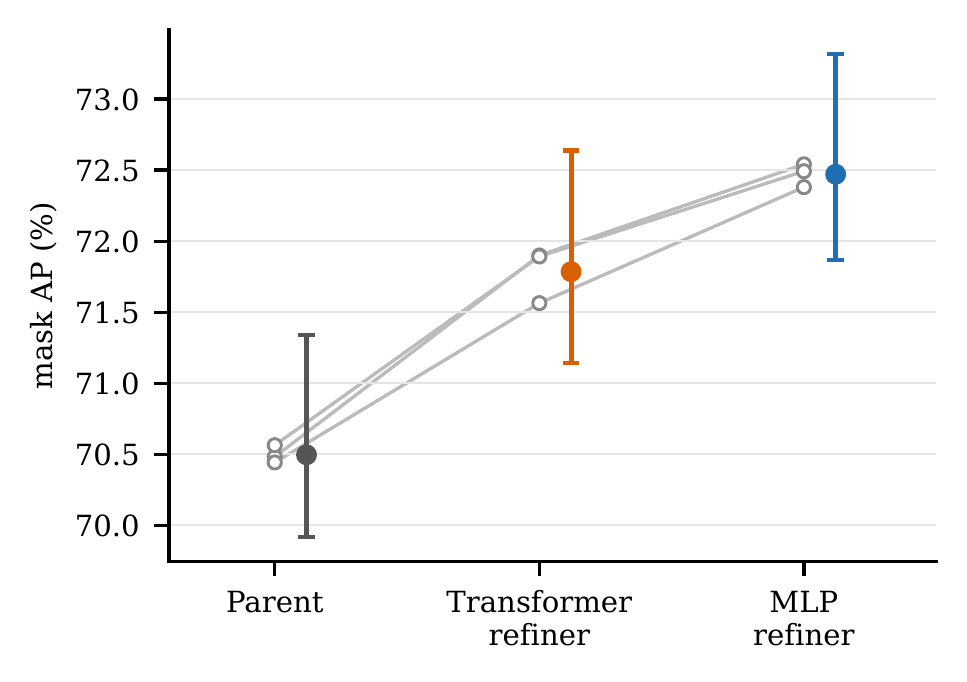 mask AP (%)
73.0
72.5
72.0
71.5
71.0
70.5
70.0
Parent
Transformer
refiner
MLP
refiner